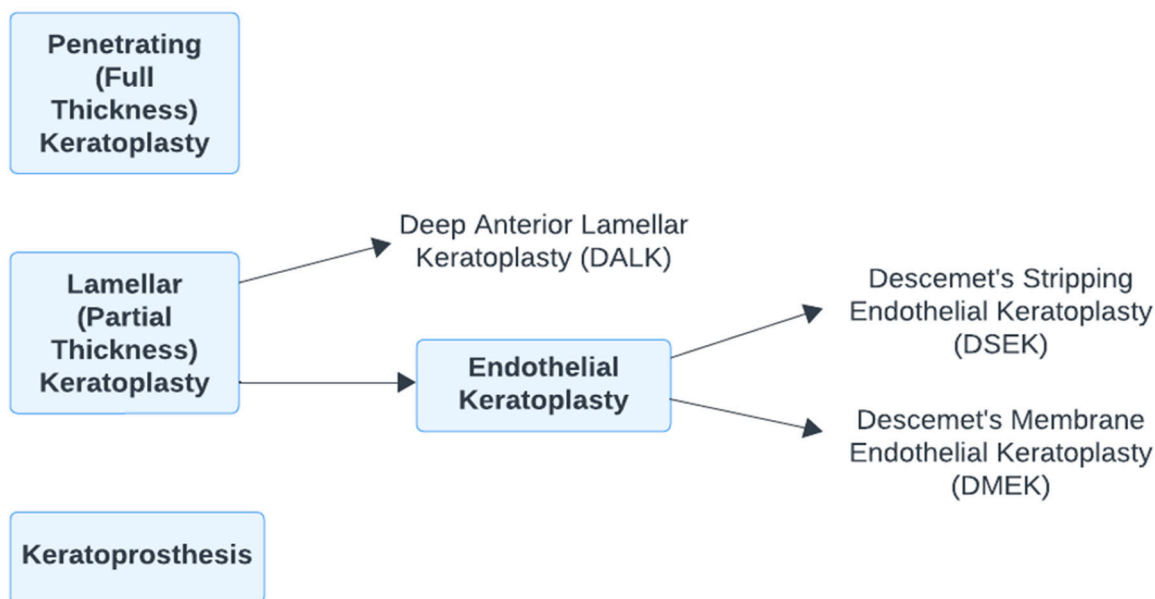 Penetrating
(Full
Thickness)
Keratoplasty
Deep Anterior Lamellar
Keratoplasty (DALK)
Lamellar
(Partial
Thickness)
Keratoplasty
Endothelial
Keratoplasty
Descemet's Stripping
Endothelial Keratoplasty
(DSEK)
Descemet's Membrane
Endothelial Keratoplasty
(DMEK)
Keratoprosthesis